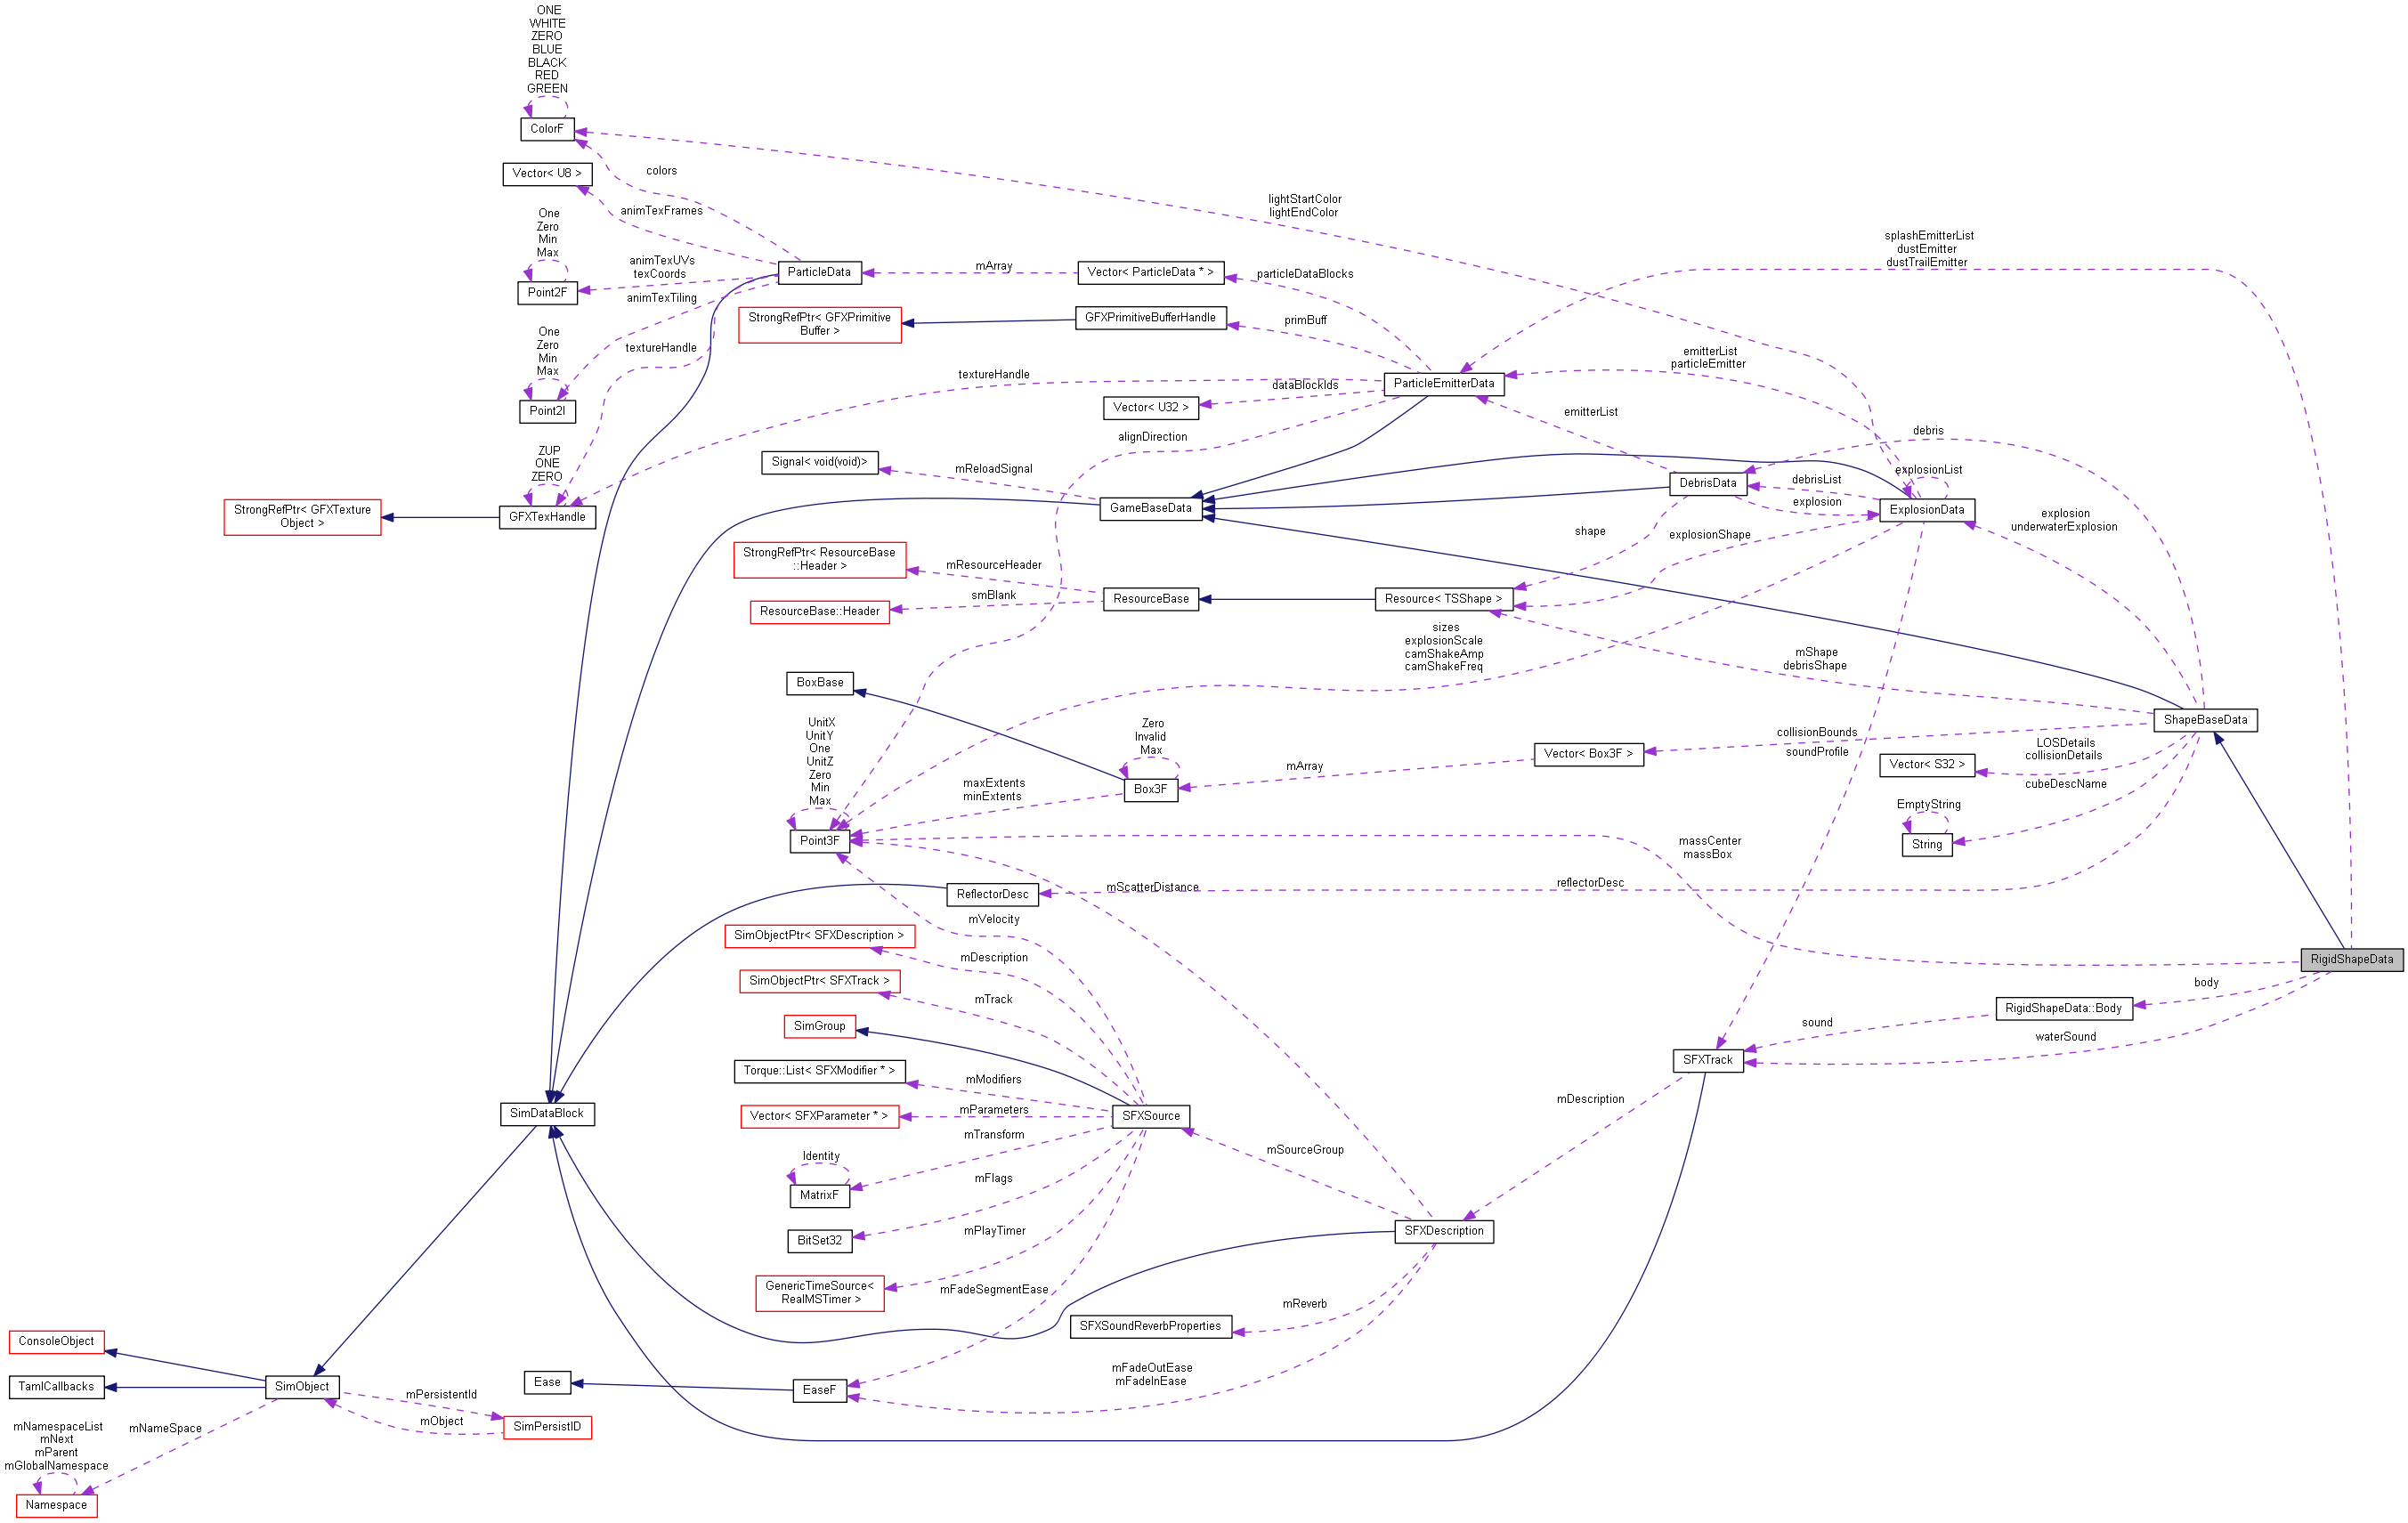 ONE
WHITE
ZERO
BLUE
BLACK
RED
GREEN
ColorF
colors
Vector< U8 >
lightStartColor
lightEndColor
animTexFrames
One
Zero
Min
Max
animTexUVs
texCoords
Point2F
ParticleData
mArray
Vector< ParticleData * >
particleDataBlocks
splashEmitterList
dustEmitter
dustTrailEmitter
animTexTiling
StrongRefPtr< GFXPrimitive
Buffer >
GFXPrimitiveBufferHandle
primBuff
One
Zero
Min
Max
Point2I
textureHandle
textureHandle
dataBlockIds
ParticleEmitterData
emitterList
particleEmitter
Vector< U32 >
emitterList
alignDirection
debris
ZUP
ONE
ZERO
Signal< void(void)>
mReloadSignal
GameBaseData
DebrisData
debrisList
explosionList
explosion
ExplosionData
explosion
underwaterExplosion
StrongRefPtr< GFXTexture
Object >
GFXTexHandle
shape
explosionShape
StrongRefPtr< ResourceBase
::Header >
mResourceHeader
ResourceBase::Header
smBlank
ResourceBase
Resource< TSShape >
sizes
explosionScale
camShakeAmp
camShakeFreq
mShape
debrisShape
BoxBase
ShapeBaseData
UnitX
UnitY
One
UnitZ
Zero
Min
Max
Zero
Invalid
Max
Box3F
maxExtents
minExtents
mArray
Vector< Box3F >
collisionBounds
soundProfile
Vector< S32 >
LOSDetails
collisionDetails
cubeDescName
EmptyString
String
Point3F
massCenter
massBox
ReflectorDesc
mScatterDistance
reflectorDesc
mVelocity
SimObjectPtr< SFXDescription >
mDescription
RigidShapeData
SimObjectPtr< SFXTrack >
mTrack
body
RigidShapeData::Body
SimGroup
sound
waterSound
SFXTrack
Torque::List< SFXModifier * >
mModifiers
SimDataBlock
Vector< SFXParameter * >
mParameters
SFXSource
mDescription
mTransform
Identity
MatrixF
mSourceGroup
mFlags
BitSet32
mPlayTimer
SFXDescription
GenericTimeSource<
RealMSTimer >
mFadeSegmentEase
mReverb
SFXSoundReverbProperties
ConsoleObject
TamlCallbacks
SimObject
mPersistentId
mObject
SimPersistID
Ease
EaseF
mFadeOutEase
mFadeInEase
mNameSpace
mNamespaceList
mNext
mParent
mGlobalNamespace
Namespace